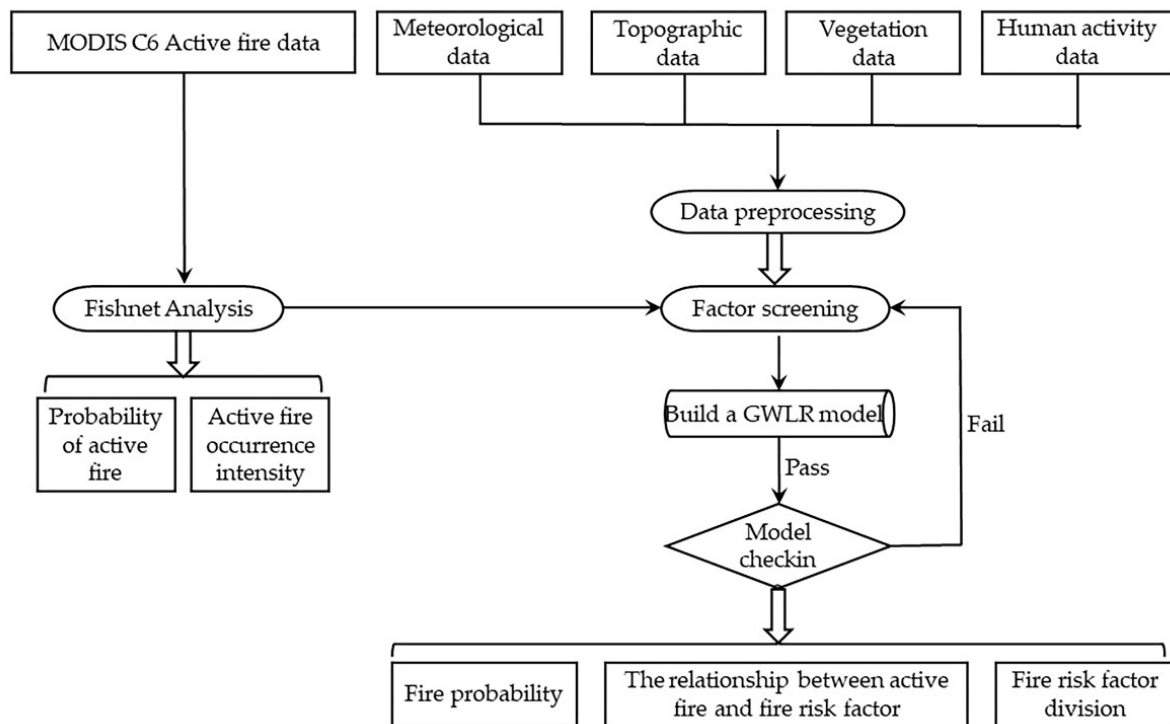 MODIS C6 Active fire data
Meteorological
data
Topographic
data
Vegetation
data
Human activity
data
Data preprocessing
Fishnet Analysis
Factor screening
Probability
of active
fire
Active fire
occurrence
intensity
Build a GWLR model
Fail
Pass
Model
checkin
Fire probability
The relationship between active
fire and fire risk factor
Fire risk factor
division